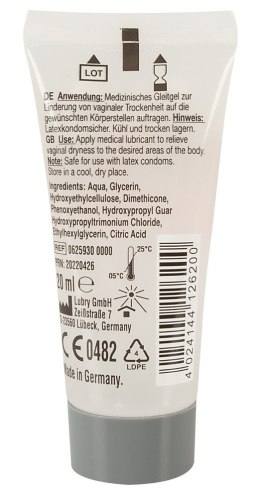 LOT
DE Anwendung: Medizinisches Gleitgel zur
Linderung von vaginaler Trockenheit auf die
gewünschten Körperstellen auftragen. Hinweis:
Latexkondomsicher. Kühl und trocken lagern.
GB Use: Apply medical lubricant to relieve
vaginal dryness to the desired areas of the body.
Note: Safe for use with latex condoms.
Store in a cool, dry place.
Ingredients: Aqua, Glycerin,
Hydroxyethylcellulose, Dimethicone,
Phenoxyethanol, Hydroxypropyl Guar
Hydroxypropyltrimonium Chloride,
Ethylhexylglycerin, Citric Acid
REF 0625930 0000
PRN: 20220426
20 ml e
25°C
05°C
Lubry GmbH
Zeißstraße 7
D-23560 Lübeck, Germany
CE 0482
4
LDPE
Made in Germany.
4 024144 126200